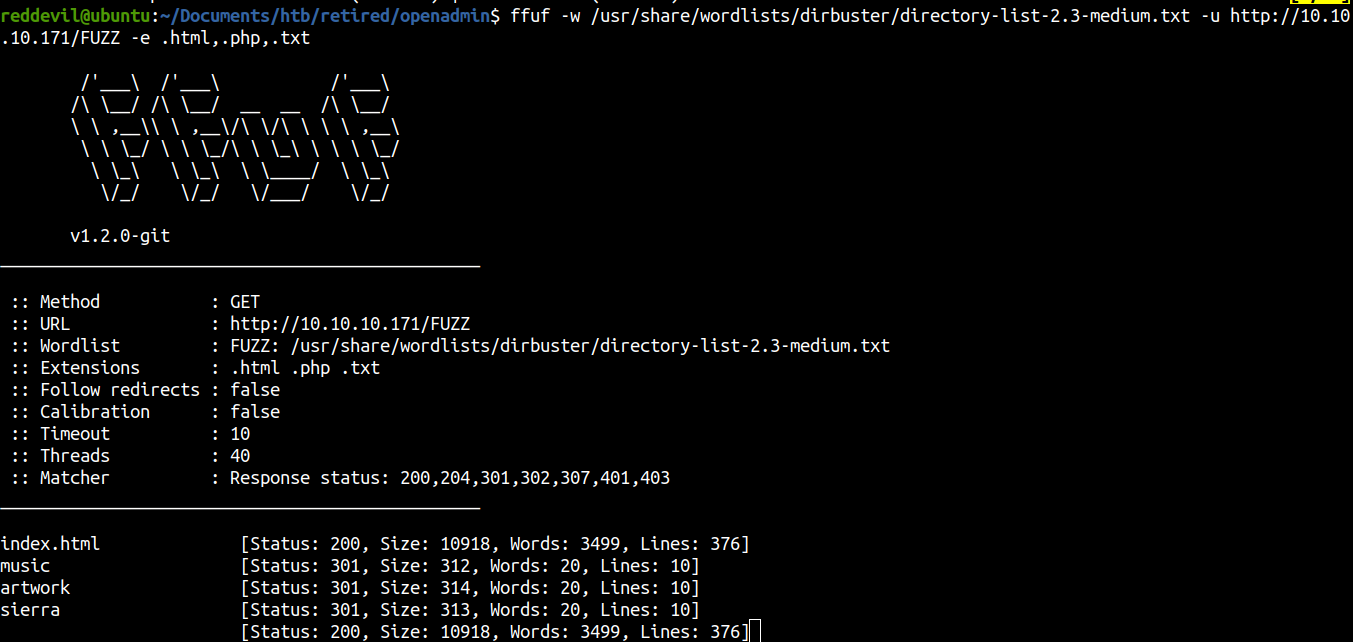 reddevil@ubuntu:~/Documents/htb/retired/openadmin$ ffuf -w /usr/share/wordlists/dirbuster/directory-list-2.3-medium.txt -u http://10.10
.10.171/FUZZ -e .html,.php,.txt
        /'___\  /'___\           /'___\
       /\ \__/ /\ \__/  __  __  /\ \__/
       \ \ ,__\\ \ ,__\/\ \/\ \ \ \ ,__\
        \ \ \_/ \ \ \_/\ \ \_\ \ \ \ \_/
         \ \_\   \ \_\  \ \____/  \ \_\
          \/_/    \/_/   \/___/    \/_/
       v1.2.0-git
________________________________________________
 :: Method           : GET
 :: URL              : http://10.10.10.171/FUZZ
 :: Wordlist         : FUZZ: /usr/share/wordlists/dirbuster/directory-list-2.3-medium.txt
 :: Extensions       : .html .php .txt
 :: Follow redirects : false
 :: Calibration      : false
 :: Timeout          : 10
 :: Threads          : 40
 :: Matcher          : Response status: 200,204,301,302,307,401,403
________________________________________________
index.html              [Status: 200, Size: 10918, Words: 3499, Lines: 376]
music                   [Status: 301, Size: 312, Words: 20, Lines: 10]
artwork                 [Status: 301, Size: 314, Words: 20, Lines: 10]
sierra                  [Status: 301, Size: 313, Words: 20, Lines: 10]
                        [Status: 200, Size: 10918, Words: 3499, Lines: 376]